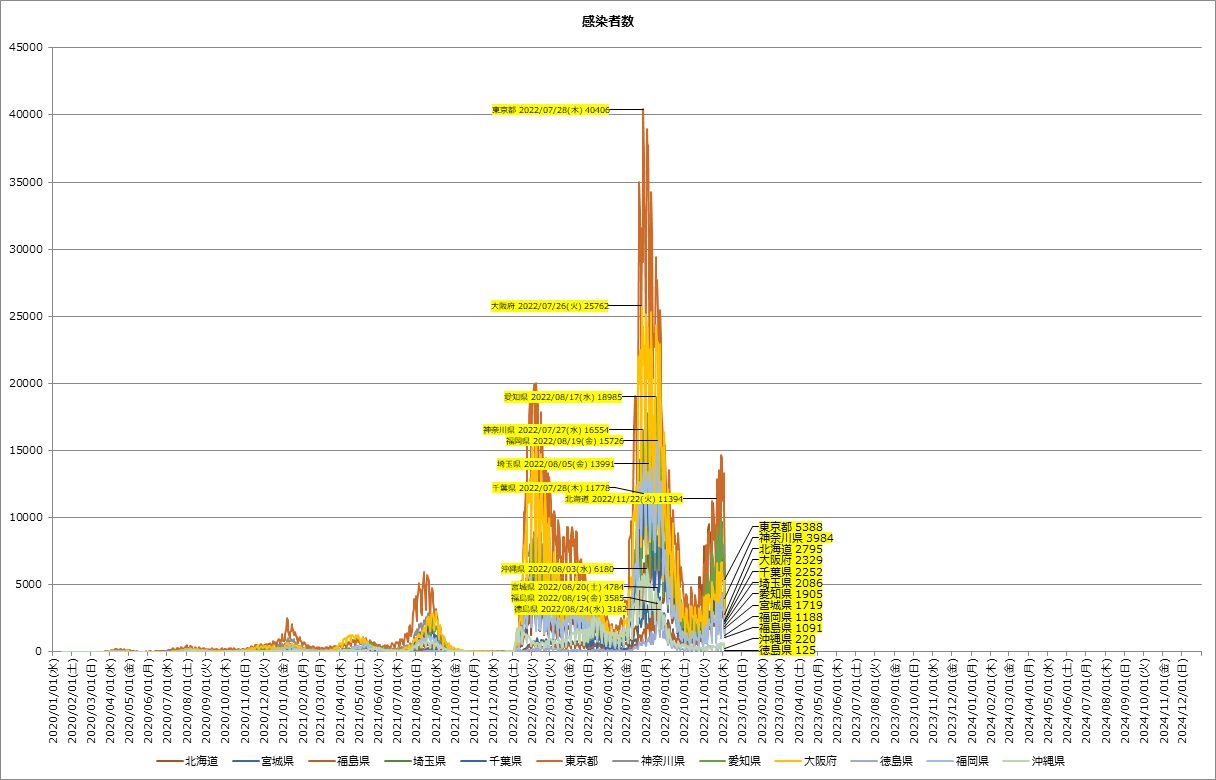 感染者数
45000
40000
35000
30000
25000
20000
15000
10000
5000
0
東京都 2022/07/28(木) 40406
大阪府 2022/07/26(火) 25762
愛知県 2022/08/17(水) 18985
神奈川県 2022/07/27(水) 16554
福岡県 2022/08/19(金) 15726
埼玉県 2022/08/05(金) 13991
千葉県 2022/07/28(木) 11778
北海道 2022/11/22(火) 11394
沖縄県 2022/08/03(水) 6180
宮城県 2022/08/20(土) 4784
福島県 2022/08/19(金) 3585
徳島県 2022/08/24(水) 3182
東京都 5388
神奈川県 3984
北海道 2795
大阪府 2329
千葉県 2252
埼玉県 2086
愛知県 1905
宮城県 1719
福岡県 1188
福島県 1091
沖縄県 220
徳島県 125
2020/01/01(水)
2020/02/01(土)
2020/03/01(日)
2020/04/01(水)
2020/05/01(金)
2020/06/01(月)
2020/07/01(水)
2020/08/01(土)
2020/09/01(火)
2020/10/01(木)
2020/11/01(日)
2020/12/01(火)
2021/01/01(金)
2021/02/01(月)
2021/03/01(月)
2021/04/01(木)
2021/05/01(土)
2021/06/01(火)
2021/07/01(木)
2021/08/01(日)
2021/09/01(水)
2021/10/01(金)
2021/11/01(月)
2021/12/01(水)
2022/01/01(土)
2022/02/01(火)
2022/03/01(火)
2022/04/01(金)
2022/05/01(日)
2022/06/01(水)
2022/07/01(金)
2022/08/01(月)
2022/09/01(木)
2022/10/01(土)
2022/11/01(火)
2022/12/01(木)
2023/01/01(日)
2023/02/01(水)
2023/03/01(水)
2023/04/01(土)
2023/05/01(月)
2023/06/01(木)
2023/07/01(土)
2023/08/01(火)
2023/09/01(金)
2023/10/01(日)
2023/11/01(水)
2023/12/01(金)
2024/01/01(月)
2024/02/01(木)
2024/03/01(金)
2024/04/01(月)
2024/05/01(水)
2024/06/01(土)
2024/07/01(月)
2024/08/01(木)
2024/09/01(日)
2024/10/01(火)
2024/11/01(金)
2024/12/01(日)
北海道 宮城県 福島県 埼玉県 千葉県 東京都 神奈川県 愛知県 大阪府 徳島県 福岡県 沖縄県